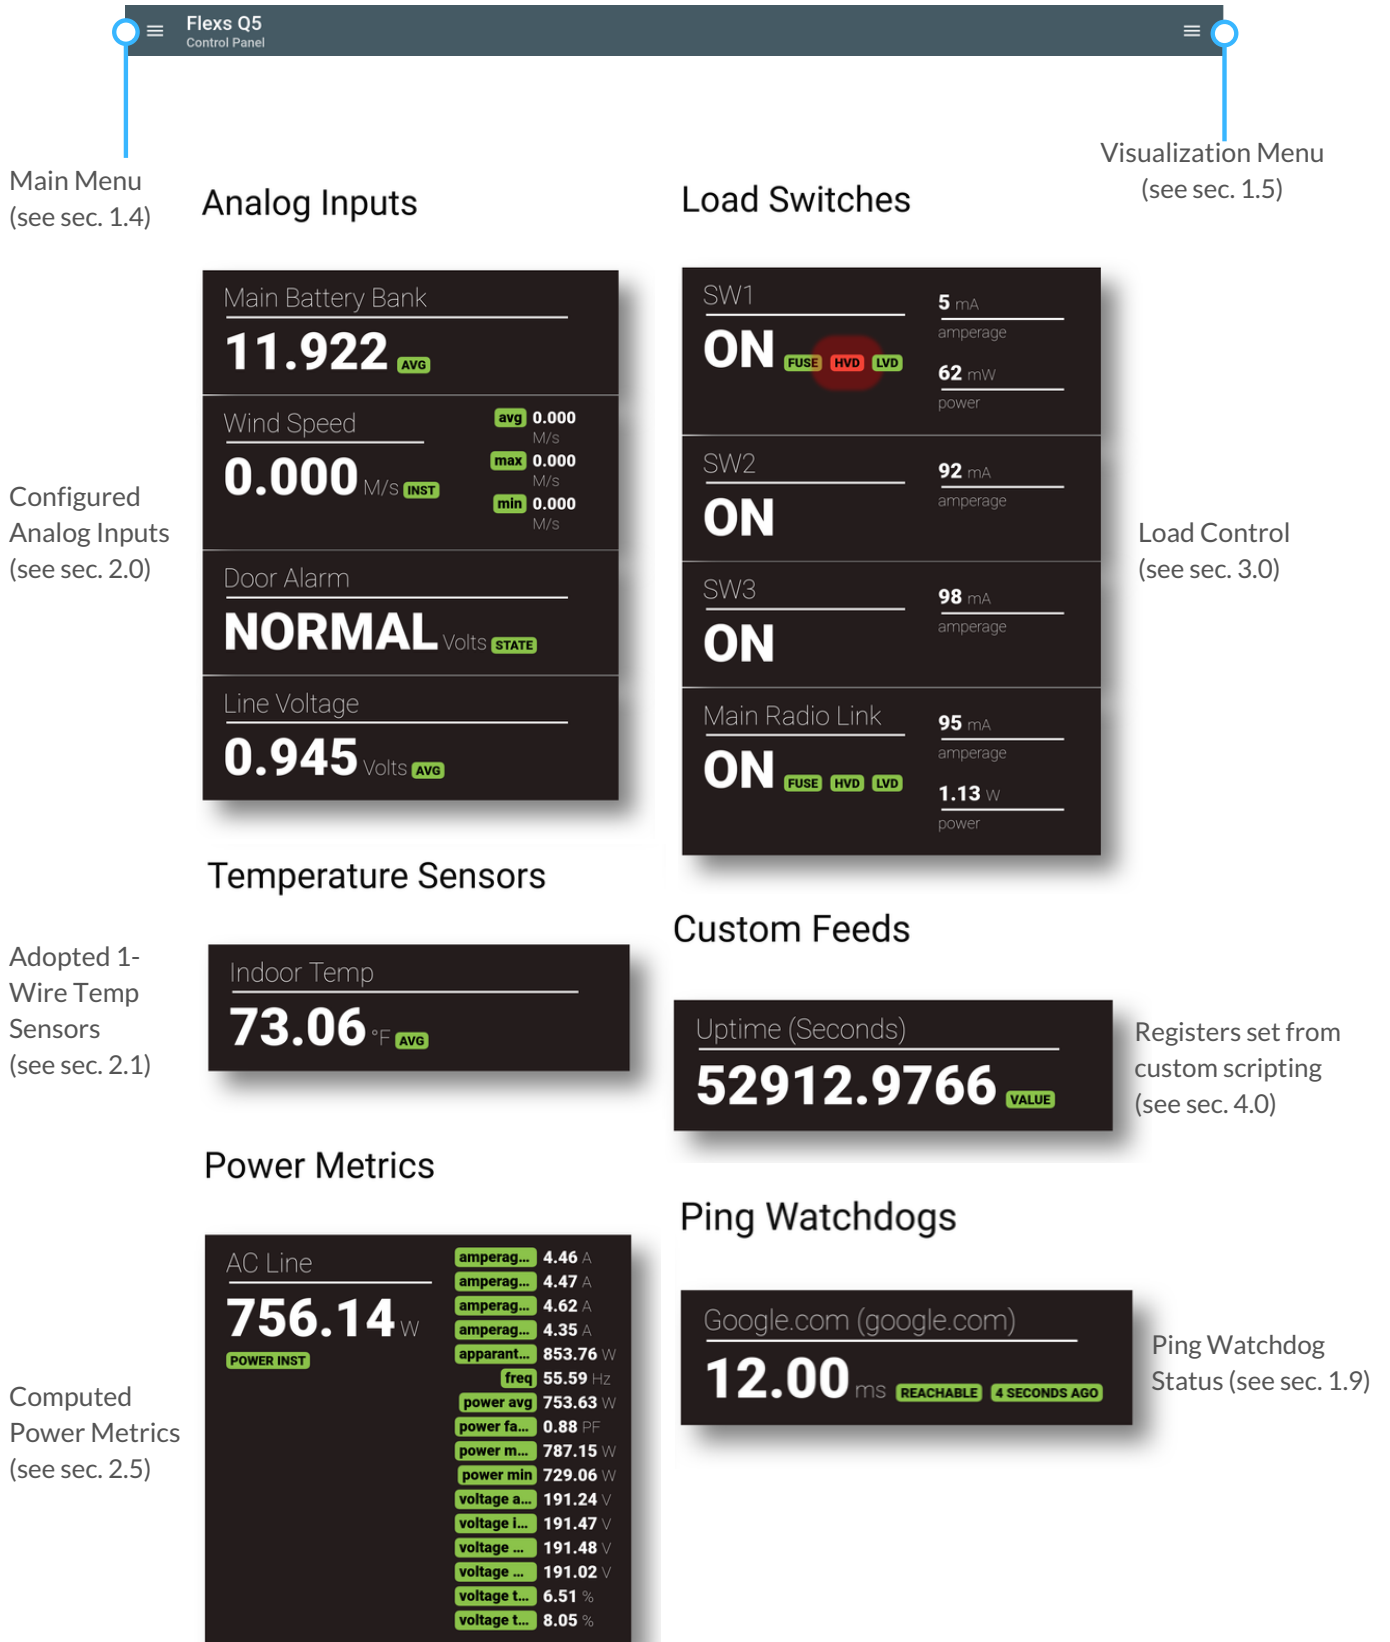 Flexs Q5
Control Panel
Main Menu
(see sec. 1.4)
Visualization Menu
(see sec. 1.5)
Analog Inputs
Main Battery Bank
11.922 AVG
Wind Speed
0.000 M/s INST
avg 0.000
M/s
max 0.000
M/s
min 0.000
M/s
Door Alarm
NORMAL Volts STATE
Line Voltage
0.945 Volts AVG
Configured
Analog Inputs
(see sec. 2.0)
Load Switches
SW1
ON FUSE HVD LVD
5 mA
amperage
62 mW
power
SW2
ON
92 mA
amperage
SW3
ON
98 mA
amperage
Main Radio Link
ON FUSE HVD LVD
95 mA
amperage
1.13 W
power
Load Control
(see sec. 3.0)
Temperature Sensors
Adopted 1-
Wire Temp
Sensors
(see sec. 2.1)
Indoor Temp
73.06 °F AVG
Custom Feeds
Uptime (Seconds)
52912.9766 VALUE
Registers set from
custom scripting
(see sec. 4.0)
Power Metrics
AC Line
756.14 W
POWER INST
amperag... 4.46 A
amperag... 4.47 A
amperag... 4.62 A
amperag... 4.35 A
apparant... 853.76 W
freq 55.59 Hz
power avg 753.63 W
power fa... 0.88 PF
power m... 787.15 W
power min 729.06 W
voltage a... 191.24 V
voltage i... 191.47 V
voltage ... 191.48 V
voltage ... 191.02 V
voltage t... 6.51 %
voltage t... 8.05 %
Computed
Power Metrics
(see sec. 2.5)
Ping Watchdogs
Google.com (google.com)
12.00 ms REACHABLE 4 SECONDS AGO
Ping Watchdog
Status (see sec. 1.9)